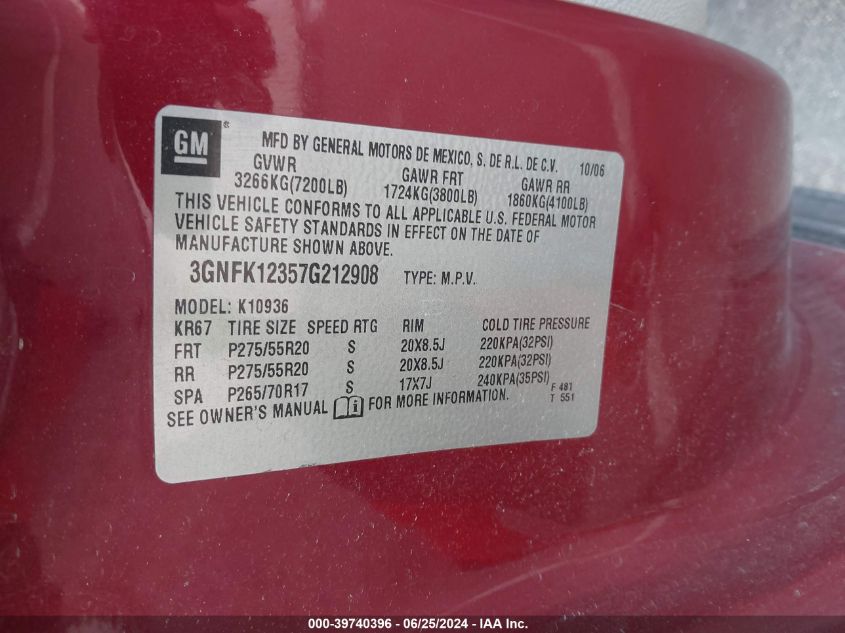 GM ® MFD BY GENERAL MOTORS DE MEXICO, S. DE R.L. DE C.V. 10/06
GVWR GAWR FRT GAWR RR
3266KG(7200LB) 1724KG(3800LB) 1860KG(4100LB)
THIS VEHICLE CONFORMS TO ALL APPLICABLE U.S. FEDERAL MOTOR
VEHICLE SAFETY STANDARDS IN EFFECT ON THE DATE OF
MANUFACTURE SHOWN ABOVE.
3GNFK12357G212908 TYPE: M.P.V.
MODEL: K10936
KR67 TIRE SIZE SPEED RTG RIM COLD TIRE PRESSURE
FRT P275/55R20 S 20X8.5J 220KPA(32PSI)
RR P275/55R20 S 20X8.5J 220KPA(32PSI)
SPA P265/70R17 S 17X7J 240KPA(35PSI) F 481
T 551
SEE OWNER'S MANUAL i FOR MORE INFORMATION.
000-39740396 - 06/25/2024 - IAA Inc.